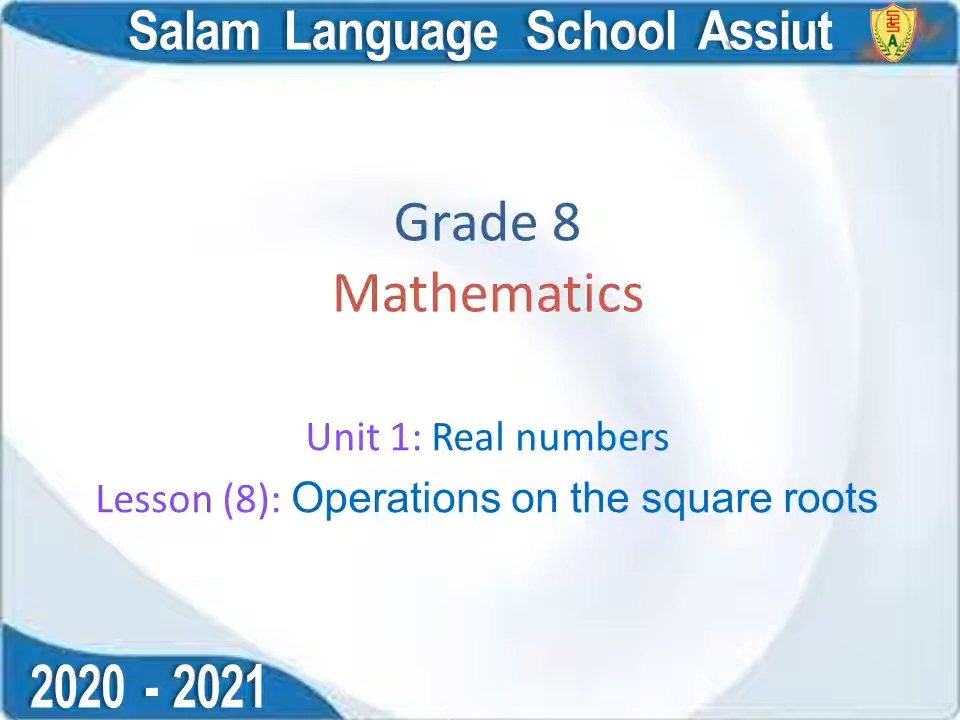 Salam Language School Assiut
Grade 8
Mathematics
Unit 1: Real numbers
Lesson (8): Operations on the square roots
2020 - 2021